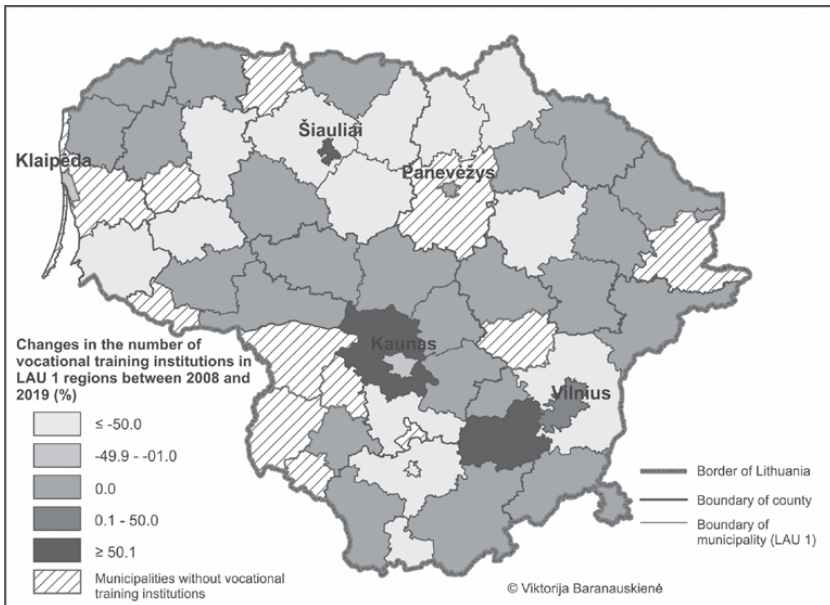 Šiauliai
Klaipėda
Panevėžys
Kaunas
Vilnius
Changes in the number of
vocational training institutions in
LAU 1 regions between 2008 and
2019 (%)
≤ -50.0
-49.9 - -01.0
0.0
0.1 - 50.0
≥ 50.1
Municipalities without vocational
training institutions
Border of Lithuania
Boundary of county
Boundary of
municipality (LAU 1)
© Viktorija Baranauskienė